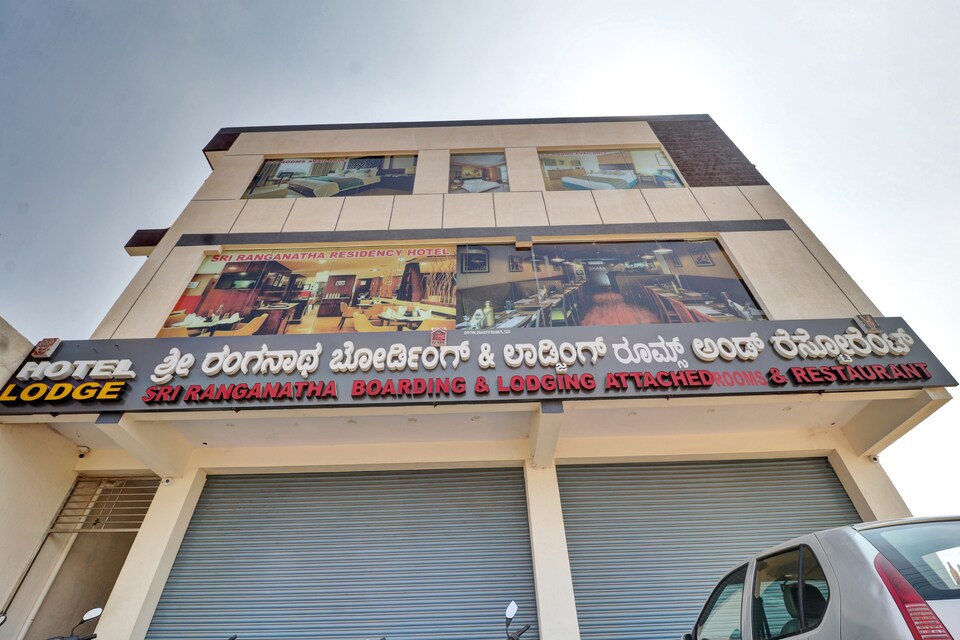 SRI RANGANATHA RESIDENCY HOTEL
HOTEL
LODGE
ಶ್ರೀ ರಂಗನಾಥ ಬೋರ್ಡಿಂಗ್ & ಲಾಡ್ಜಿಂಗ್ ರೂಮ್ಸ್ ಅಂಡ್ ರೆಸ್ಟೋರೆಂಟ್
SRI RANGANATHA BOARDING & LODGING ATTACHED ROOMS & RESTAURANT